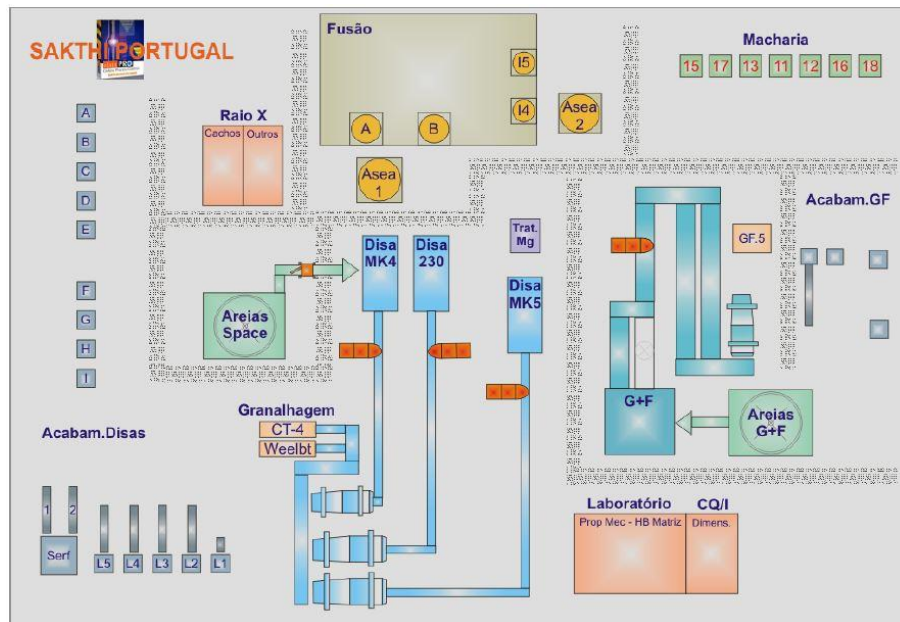 SAKTHI PORTUGAL
Fusão
Macharia
I5
I4
15 17 13 11 12 16 18
Asea 2
A
B
Asea 1
Raio X
Cachos
Outros
A
B
C
D
E
F
G
H
I
Acabam.GF
Trat. Mg
GF.5
Disa MK4
Disa 230
Disa MK5
Areias Space
G+F
Areias G+F
Granalhagem
CT-4
Weelbt
Acabam.Disas
1
2
Serf
L5
L4
L3
L2
L1
Laboratório
CQ/I
Prop Mec - HB Matriz
Dimens.